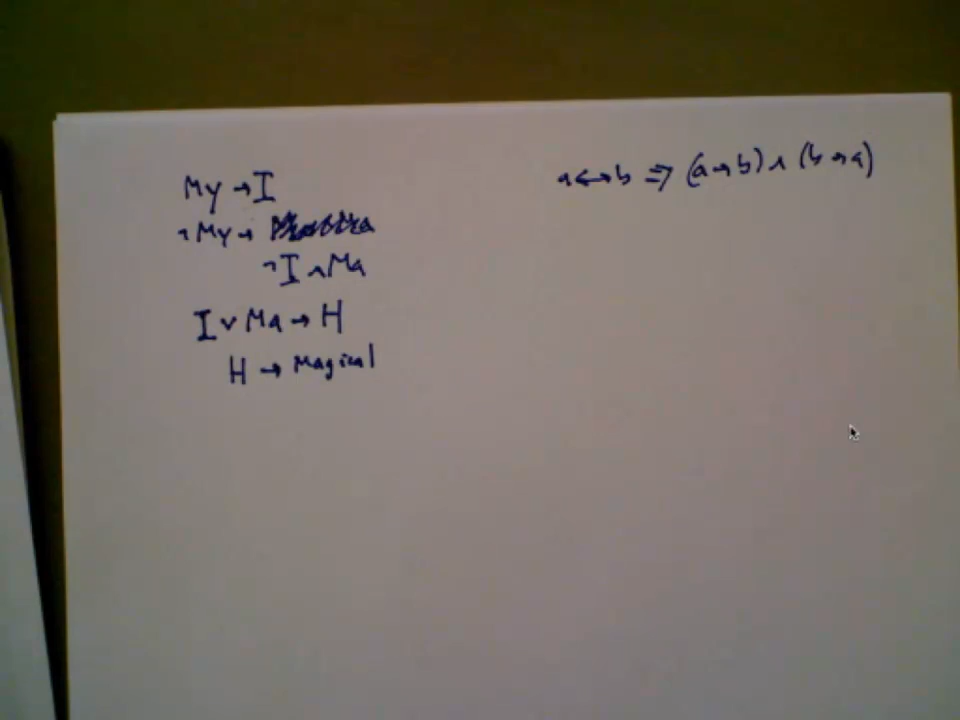 My → I
a ↔ b ⇒ (a → b) ∧ (b → a)
¬My →
¬I ∧ Ma
I ∨ Ma → H
H → Magical